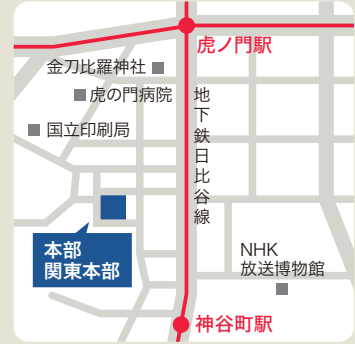 虎ノ門駅
金刀比羅神社
虎の門病院
国立印刷局
地下鉄日比谷線
本部
関東本部
NHK
放送博物館
神谷町駅